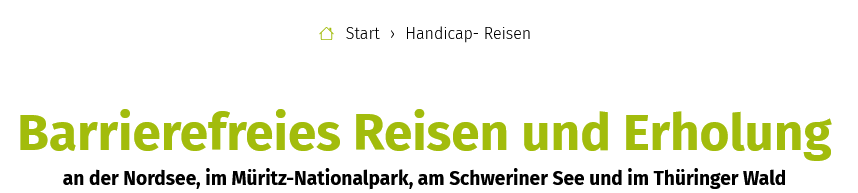 Start › Handicap- Reisen
Barrierefreies Reisen und Erholung
an der Nordsee, im Müritz-Nationalpark, am Schweriner See und im Thüringer Wald